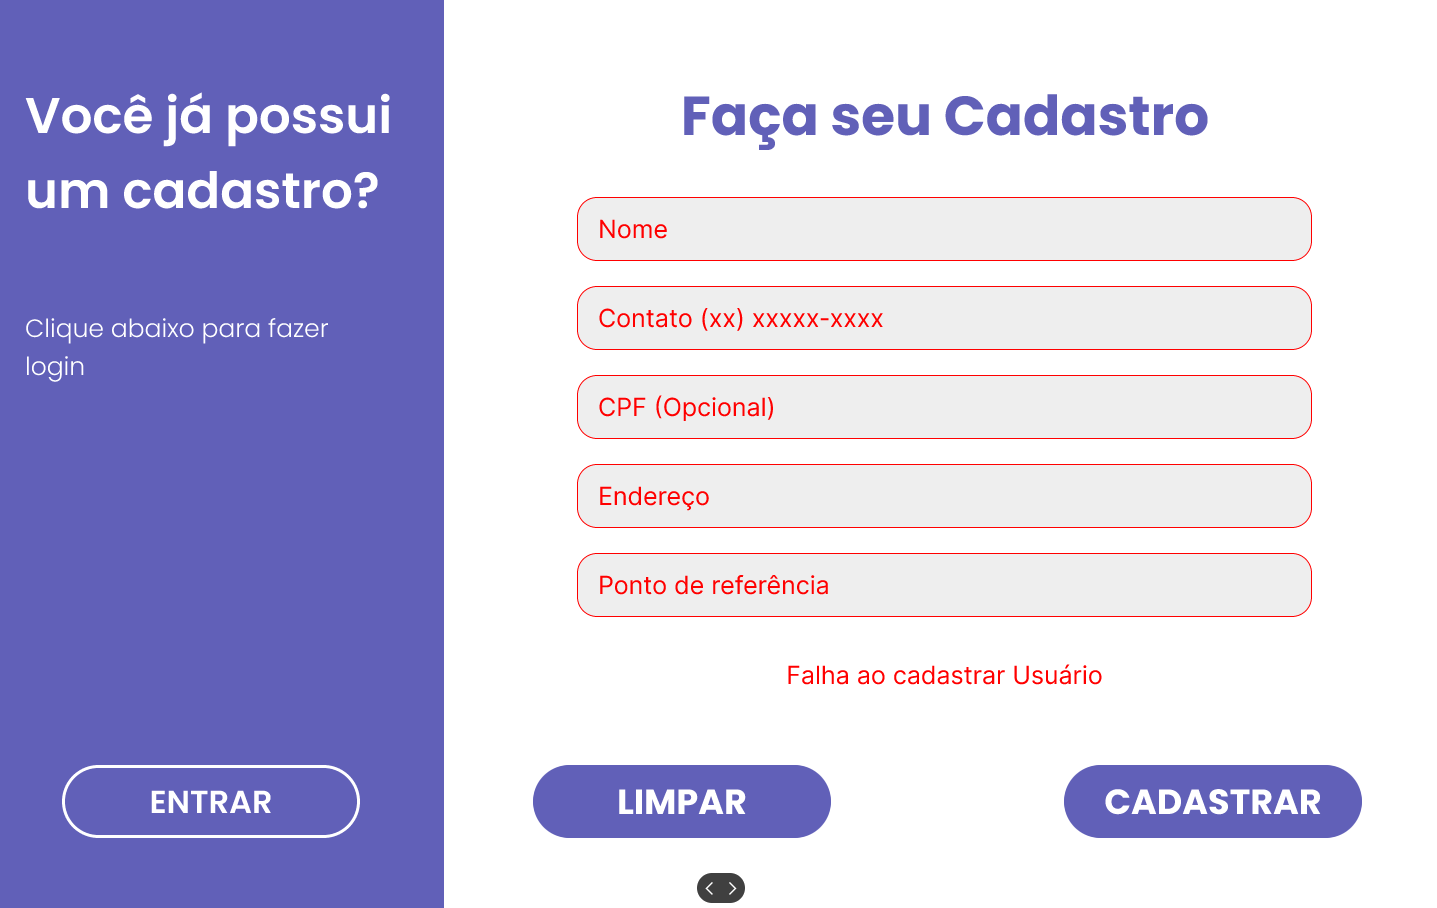 Você já possui
um cadastro?
Clique abaixo para fazer
login
ENTRAR
Faça seu Cadastro
Nome
Contato (xx) xxxxx-xxxx
CPF (Opcional)
Endereço
Ponto de referência
Falha ao cadastrar Usuário
LIMPAR
CADASTRAR